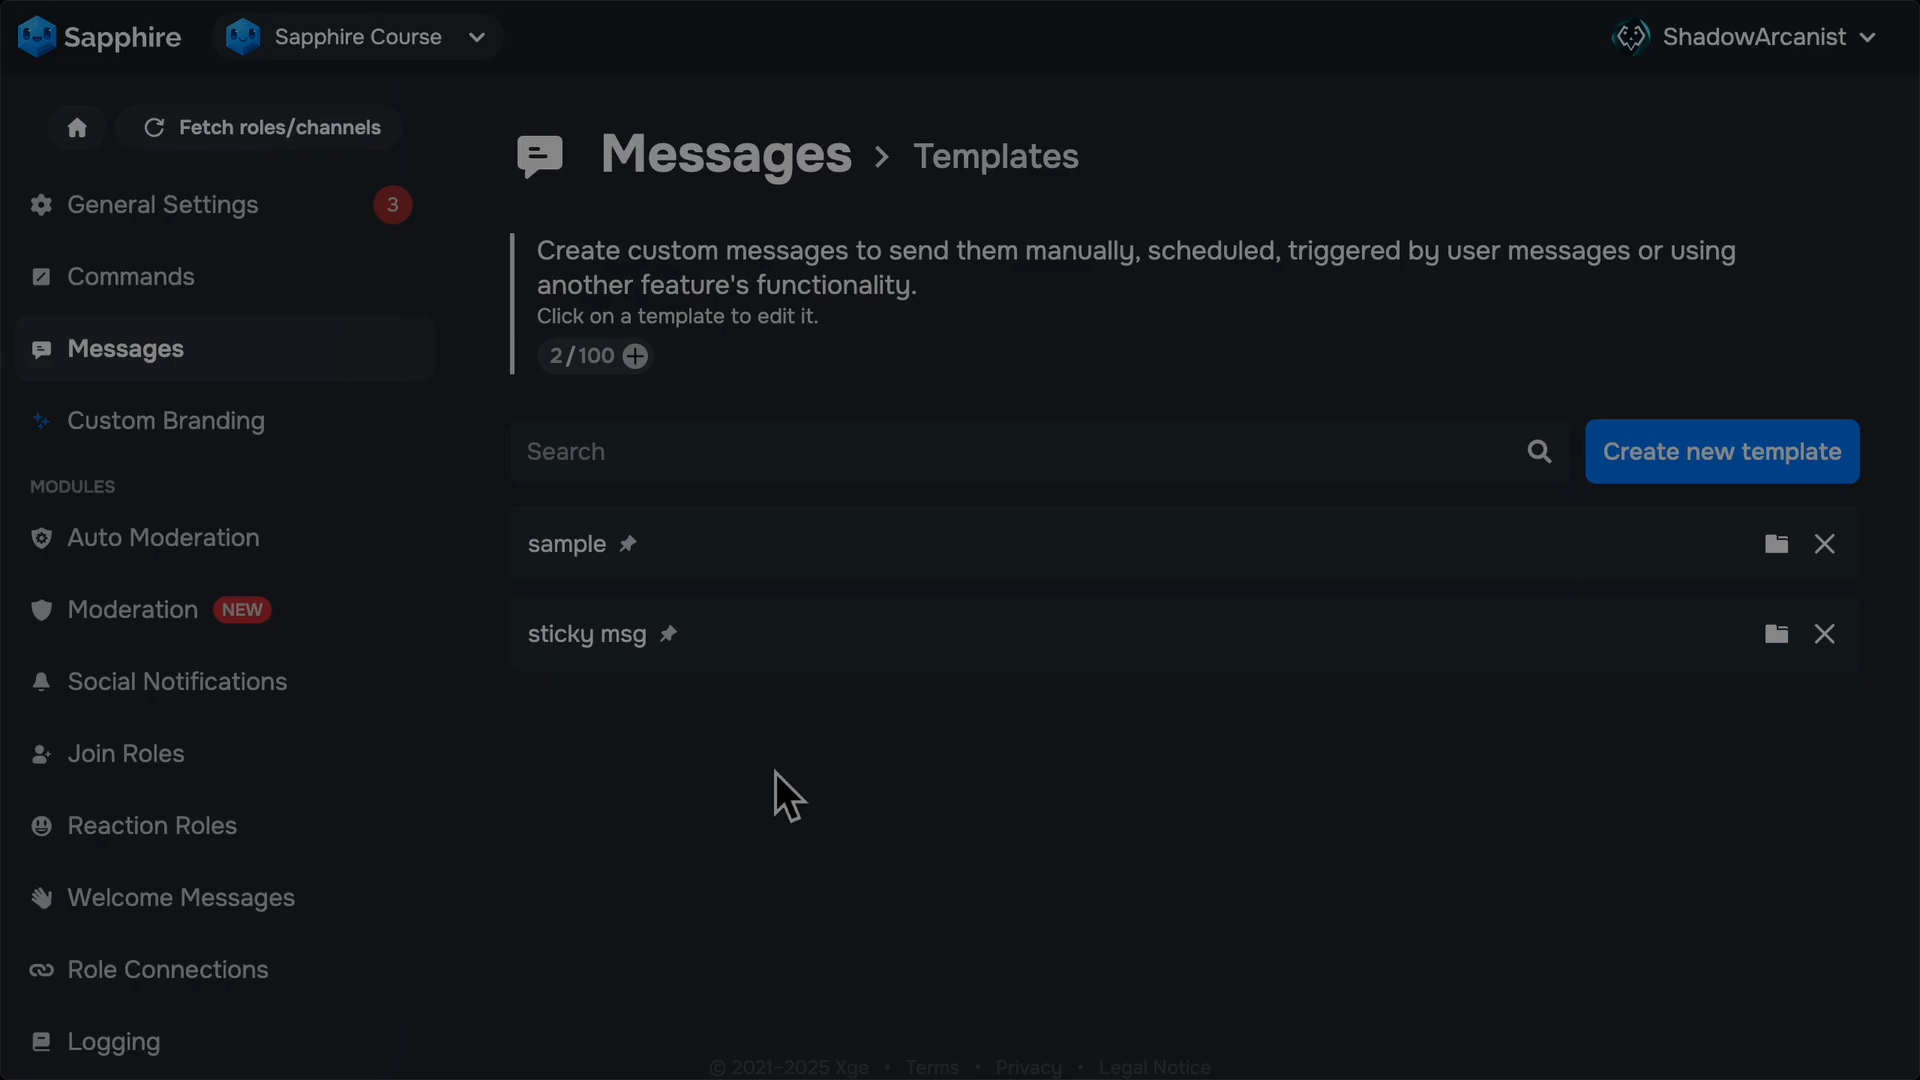 Sapphire
Sapphire Course
ShadowArcanist
Fetch roles/channels
General Settings
3
Commands
Messages
Custom Branding
MODULES
Auto Moderation
Moderation NEW
Social Notifications
Join Roles
Reaction Roles
Welcome Messages
Role Connections
Logging
Messages > Templates
Create custom messages to send them manually, scheduled, triggered by user messages or using
another feature's functionality.
Click on a template to edit it.
2/100
Search
Create new template
sample
sticky msg
© 2021–2025 Xge • Terms • Privacy • Legal Notice